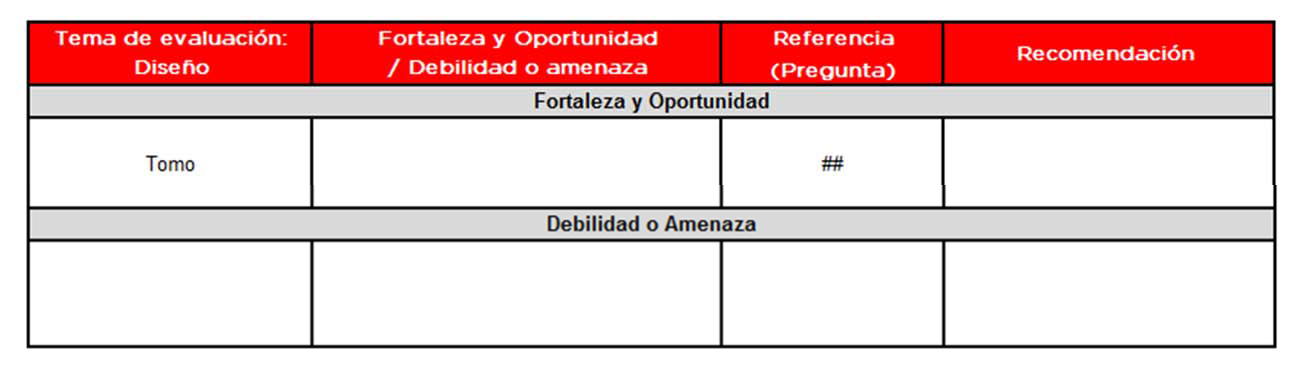 Tema de evaluación:
Diseño
Fortaleza y Oportunidad
/ Debilidad o amenaza
Referencia
(Pregunta)
Recomendación
Fortaleza y Oportunidad
Tomo
##
Debilidad o Amenaza